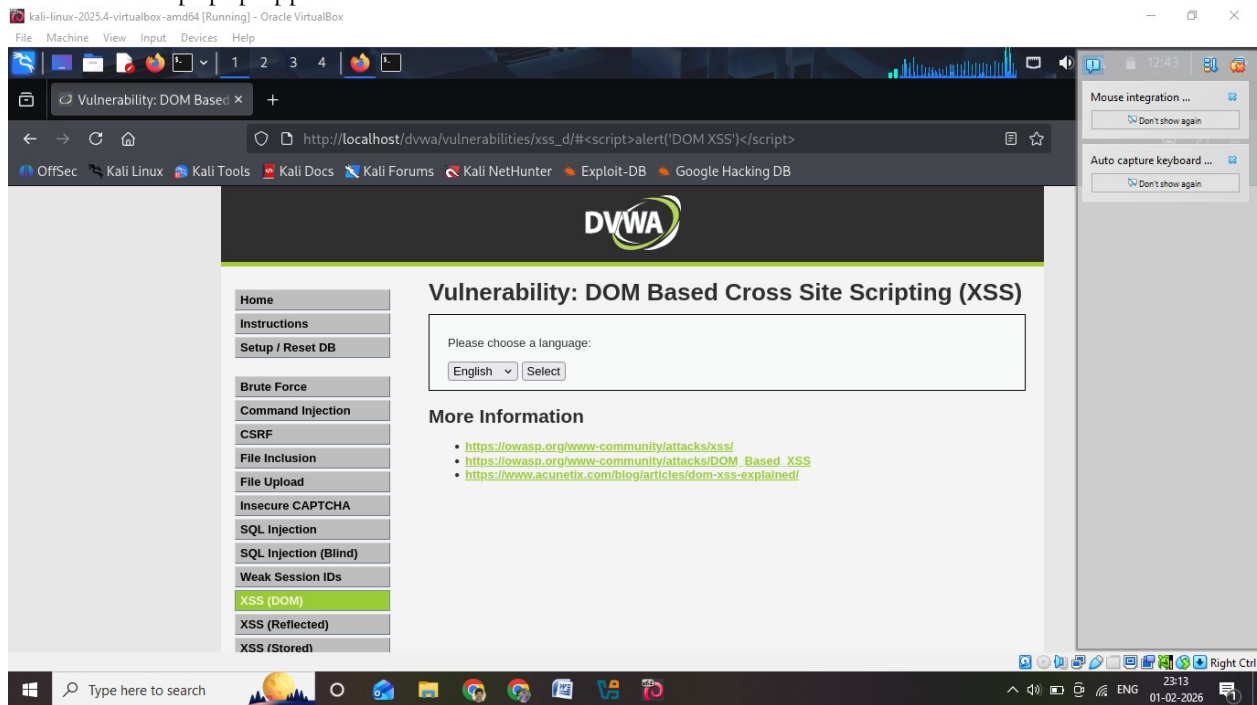 kali-linux-2025.4-virtualbox-amd64 [Running] - Oracle VirtualBox
File Machine View Input Devices Help
1 2 3 4
12:43
Vulnerability: DOM Based
Mouse integration ...
Don't show again
http://localhost/dvwa/vulnerabilities/xss_d/#<script>alert('DOM XSS')</script>
Auto capture keyboard ...
Don't show again
OffSec Kali Linux Kali Tools Kali Docs Kali Forums Kali NetHunter Exploit-DB Google Hacking DB
DVWA
Vulnerability: DOM Based Cross Site Scripting (XSS)
Home
Instructions
Setup / Reset DB
Brute Force
Command Injection
CSRF
File Inclusion
File Upload
Insecure CAPTCHA
SQL Injection
SQL Injection (Blind)
Weak Session IDs
XSS (DOM)
XSS (Reflected)
XSS (Stored)
Please choose a language:
English Select
More Information
https://owasp.org/www-community/attacks/xss/
https://owasp.org/www-community/attacks/DOM_Based_XSS
https://www.acunetix.com/blog/articles/dom-xss-explained/
Right Ctrl
Type here to search
ENG
23:13
01-02-2026